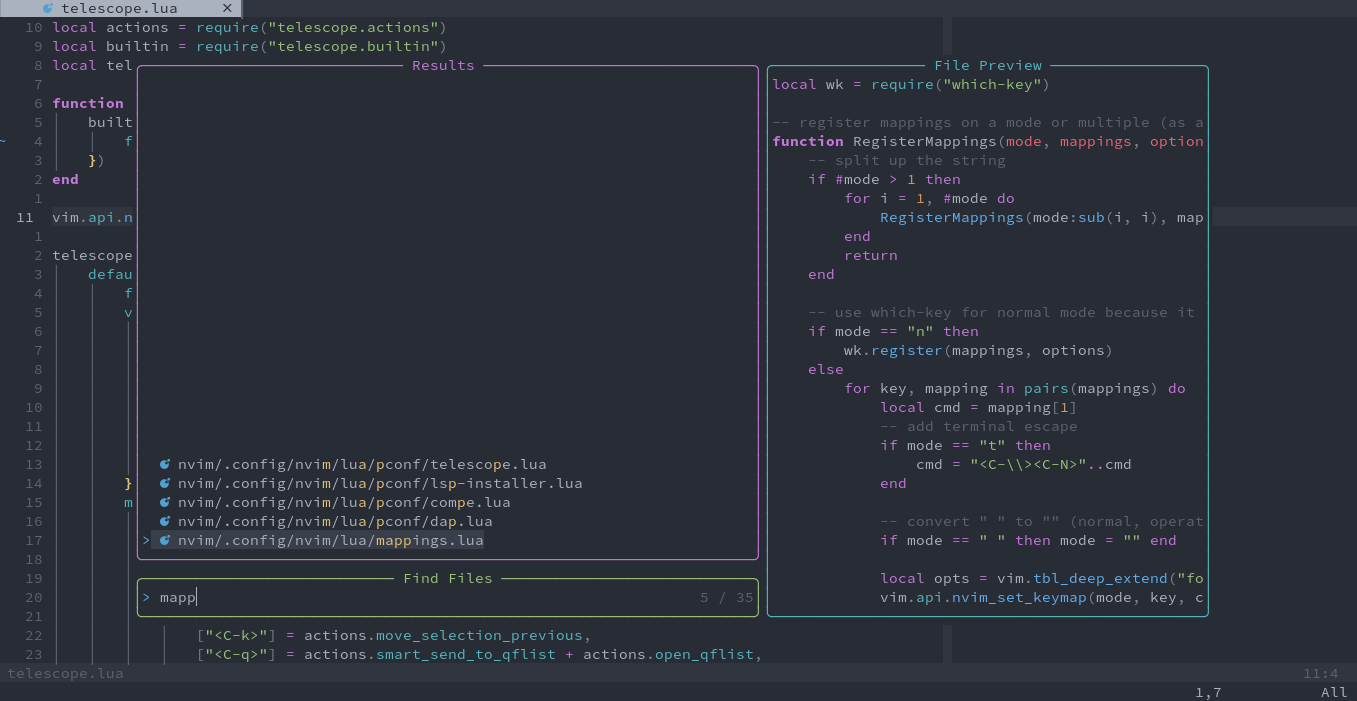 telescope.lua ✕
10 local actions = require("telescope.actions")
9 local builtin = require("telescope.builtin")
8 local tel
7
6 function
5 built
~ 4 f
3 })
2 end
1
11 vim.api.n
1
2 telescope
3 defau
4 f
5 v
6
7
8
9
10
11
12
13
14 }
15 m
16
17
18
19
20
21
22 ["<C-k>"] = actions.move_selection_previous,
23 ["<C-q>"] = actions.smart_send_to_qflist + actions.open_qflist,
Results
nvim/.config/nvim/lua/pconf/telescope.lua
nvim/.config/nvim/lua/pconf/lsp-installer.lua
nvim/.config/nvim/lua/pconf/compe.lua
nvim/.config/nvim/lua/pconf/dap.lua
> nvim/.config/nvim/lua/mappings.lua
Find Files
> mapp 5 / 35
File Preview
local wk = require("which-key")
-- register mappings on a mode or multiple (as a
function RegisterMappings(mode, mappings, option
-- split up the string
if #mode > 1 then
for i = 1, #mode do
RegisterMappings(mode:sub(i, i), map
end
return
end
-- use which-key for normal mode because it
if mode == "n" then
wk.register(mappings, options)
else
for key, mapping in pairs(mappings) do
local cmd = mapping[1]
-- add terminal escape
if mode == "t" then
cmd = "<C-\\><C-N>"..cmd
end
-- convert " " to "" (normal, operat
if mode == " " then mode = "" end
local opts = vim.tbl_deep_extend("fo
vim.api.nvim_set_keymap(mode, key, c
telescope.lua 11:4
1,7 All